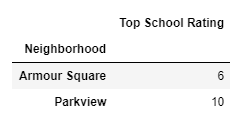 Top School Rating
Neighborhood
Armour Square 6
Parkview 10